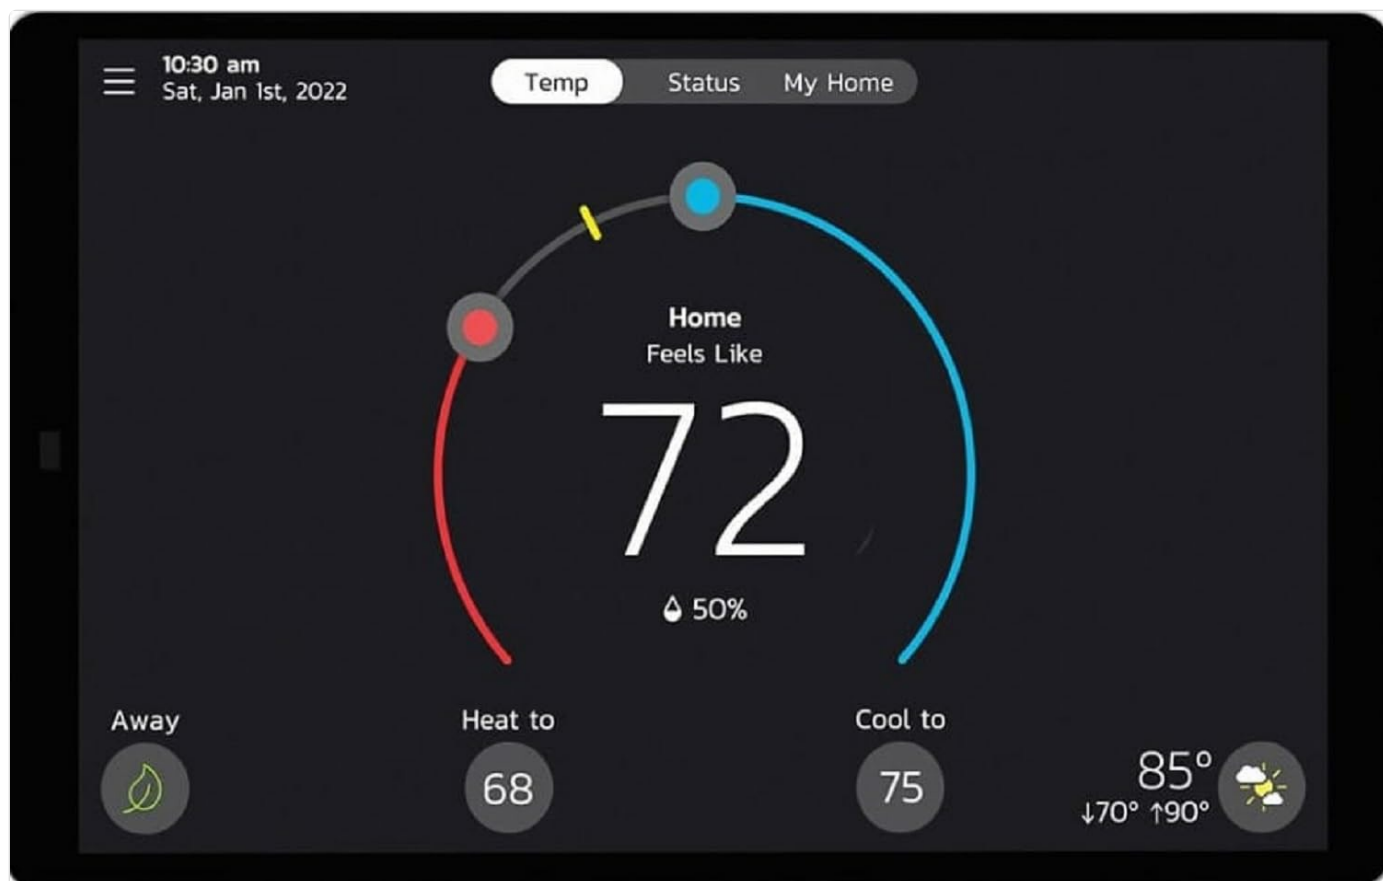 10:30 am
Sat, Jan 1st, 2022
Temp Status My Home
Home
Feels Like
72
50%
Away
Heat to
68
Cool to
75
85°
↓70° ↑90°